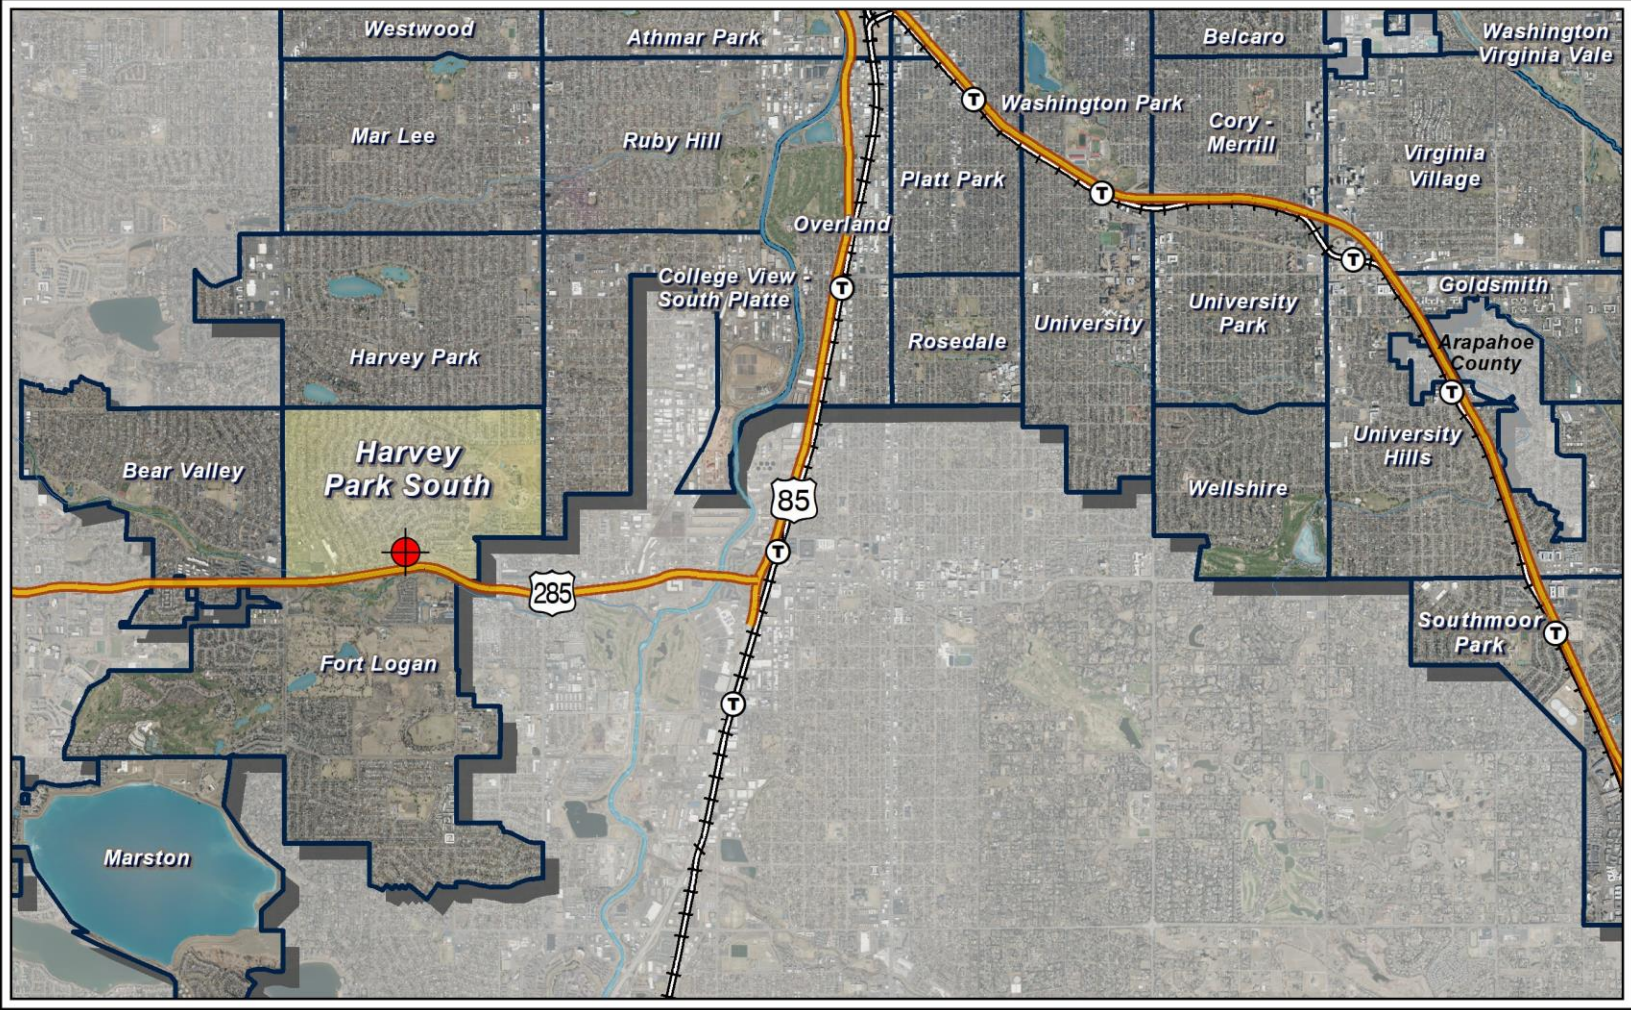 Westwood
Athmar Park
Belcaro
Washington
Virginia Vale
Mar Lee
Ruby Hill
Washington Park
Cory -
Merrill
Virginia
Village
Platt Park
Overland
College View -
South Platte
Goldsmith
University
Park
University
Rosedale
Arapahoe
County
Harvey Park
Harvey
Park South
Bear Valley
University
Hills
Wellshire
85
285
Southmoor
Park
Fort Logan
Marston
T
T
T
T
T
T
T
T